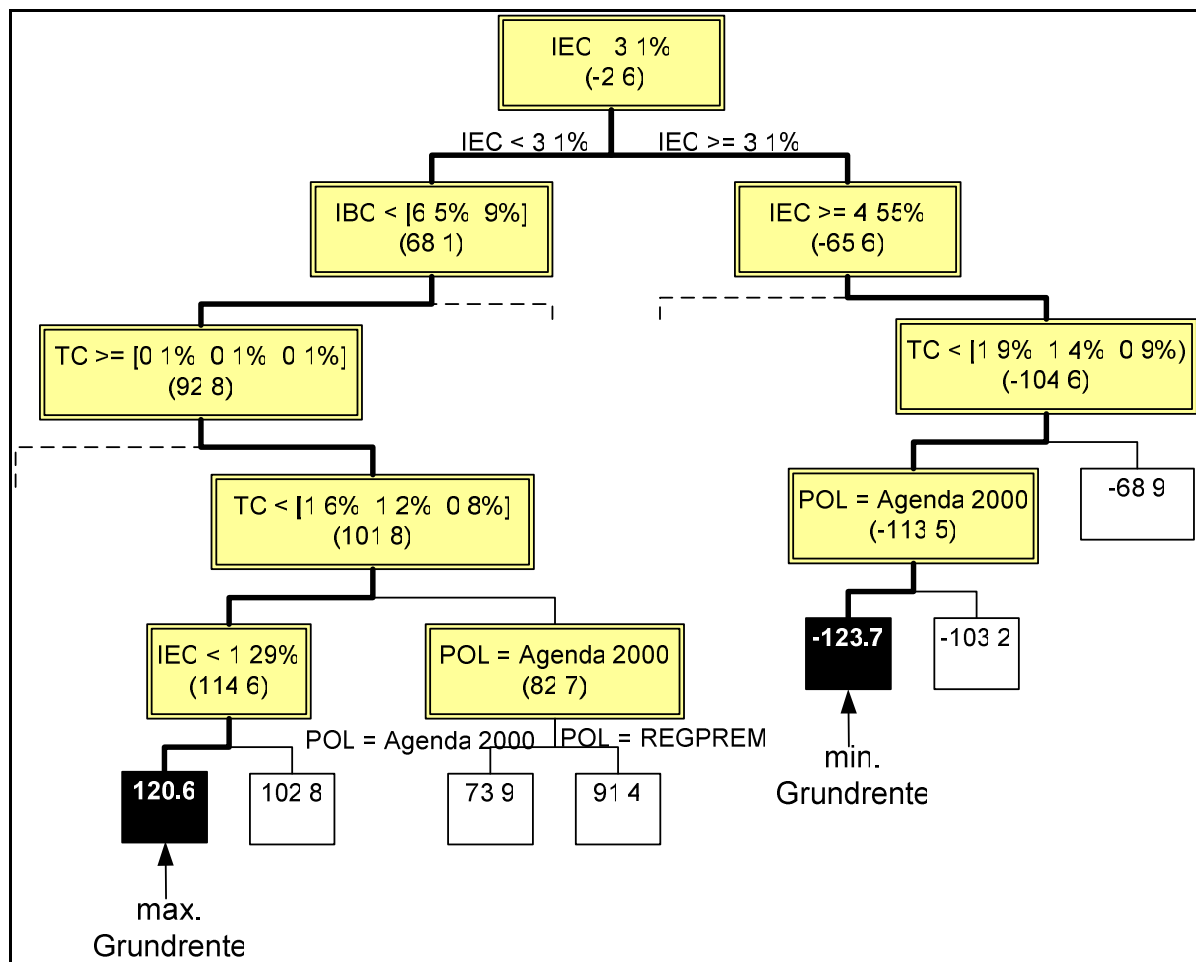 IEC 3 1%
(-2 6)
IEC < 3 1%
IEC >= 3 1%
IBC < [6 5% 9%]
(68 1)
IEC >= 4 55%
(-65 6)
TC >= [0 1% 0 1% 0 1%]
(92 8)
TC < [1 9% 1 4% 0 9%)
(-104 6)
TC < [1 6% 1 2% 0 8%]
(101 8)
POL = Agenda 2000
(-113 5)
-68 9
IEC < 1 29%
(114 6)
POL = Agenda 2000
(82 7)
-123.7
-103 2
POL = Agenda 2000
POL = REGPREM
120.6
102 8
73 9
91 4
min.
Grundrente
max.
Grundrente